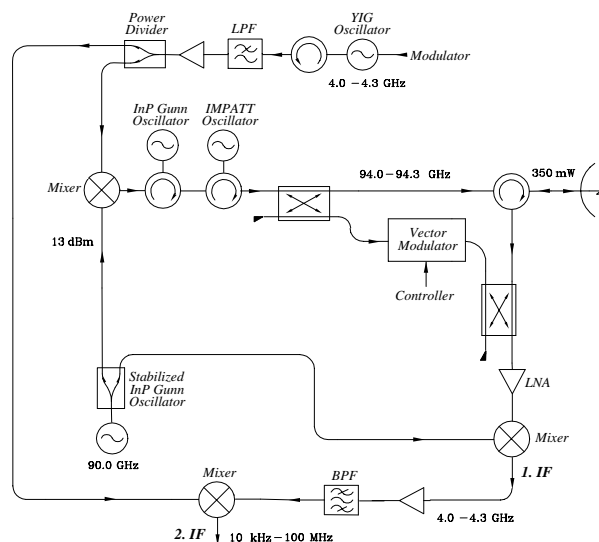 Power
Divider
LPF
YIG
Oscillator
Modulator
4.0 – 4.3 GHz
InP Gunn
Oscillator
IMPATT
Oscillator
Mixer
94.0 – 94.3 GHz
350 mW
13 dBm
Vector
Modulator
Controller
Stabilized
InP Gunn
Oscillator
LNA
90.0 GHz
Mixer
1. IF
Mixer
BPF
4.0 – 4.3 GHz
2. IF
10 kHz – 100 MHz